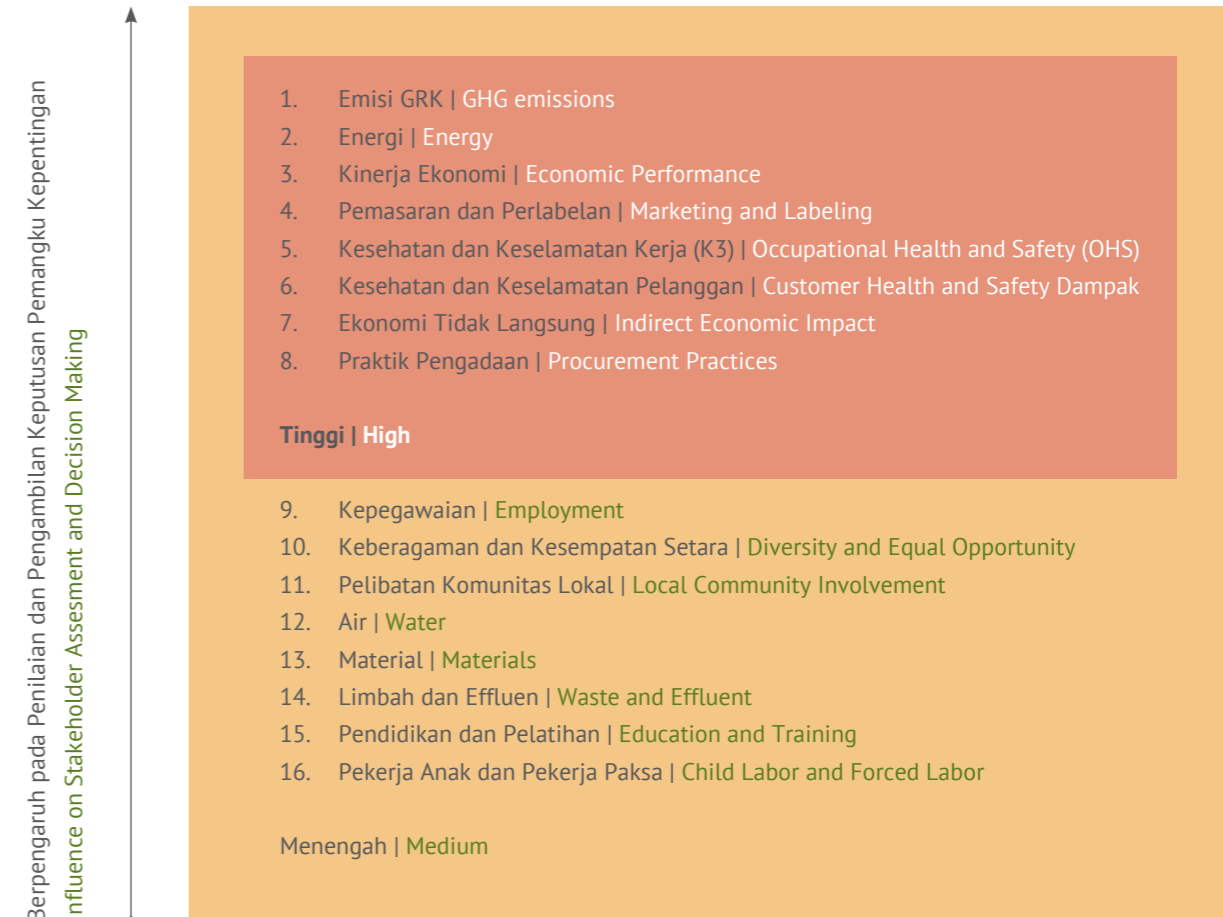 Berpengaruh pada Penilaian dan Pengambilan Keputusan Pemangku Kepentingan
nfluence on Stakeholder Assesment and Decision Making
1. Emisi GRK | GHG emissions
2. Energi | Energy
3. Kinerja Ekonomi | Economic Performance
4. Pemasaran dan Perlabelan | Marketing and Labeling
5. Kesehatan dan Keselamatan Kerja (K3) | Occupational Health and Safety (OHS)
6. Kesehatan dan Keselamatan Pelanggan | Customer Health and Safety Dampak
7. Ekonomi Tidak Langsung | Indirect Economic Impact
8. Praktik Pengadaan | Procurement Practices
Tinggi | High
9. Kepegawaian | Employment
10. Keberagaman dan Kesempatan Setara | Diversity and Equal Opportunity
11. Pelibatan Komunitas Lokal | Local Community Involvement
12. Air | Water
13. Material | Materials
14. Limbah dan Effluen | Waste and Effluent
15. Pendidikan dan Pelatihan | Education and Training
16. Pekerja Anak dan Pekerja Paksa | Child Labor and Forced Labor
Menengah | Medium